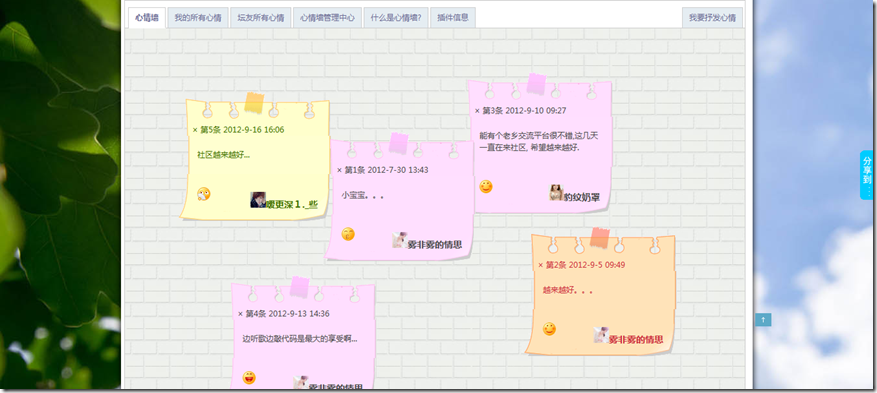 心情墙 我的所有心情 坛友所有心情 心情墙管理中心 什么是心情墙? 插件信息 我要抒发心情
× 第3条 2012-9-10 09:27
能有个老乡交流平台很不错,这几天
一直在来社区, 希望越来越好.
豹纹奶罩
× 第5条 2012-9-16 16:06
社区越来越好...
更深１._些
× 第1条 2012-7-30 13:43
小宝宝。。。
雾非雾的情思
× 第2条 2012-9-5 09:49
越来越好。。。
雾非雾的情思
× 第4条 2012-9-13 14:36
边听歌边敲代码是最大的享受啊...
雾非雾的情思
分享到
↑